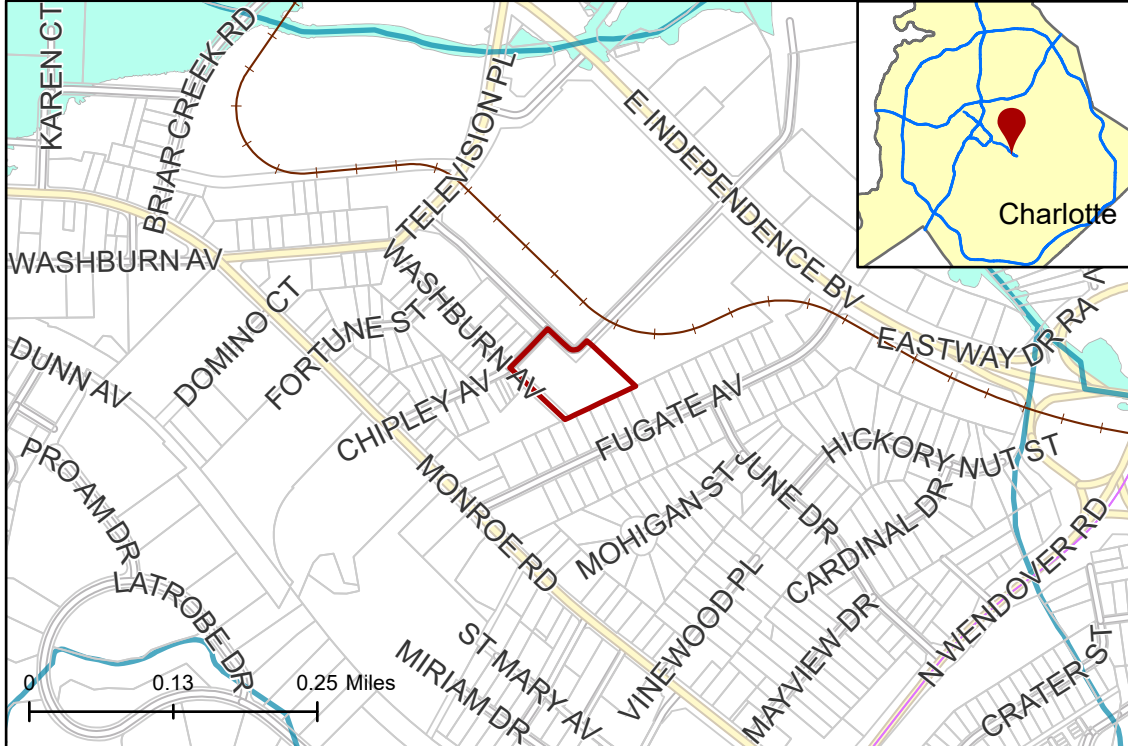 KAREN CT
BRIAR CREEK RD
TELEVISION PL
E INDEPENDENCE BV
Charlotte
WASHBURN AV
WASHBURN AV
DOMINO CT
FORTUNE ST
CHIPLEY AV
DUNN AV
PRO AM DR
LATROBE DR
MONROE RD
FUGATE AV
EASTWAY DR
RA
HICKORY NUT ST
JUNE DR
MOHIGAN ST
CARDINAL DR
VINEWOOD PL
MAYVIEW DR
N WENDOVER RD
CRATER ST
ST MARY AV
MIRIAM DR
0 0.13 0.25 Miles